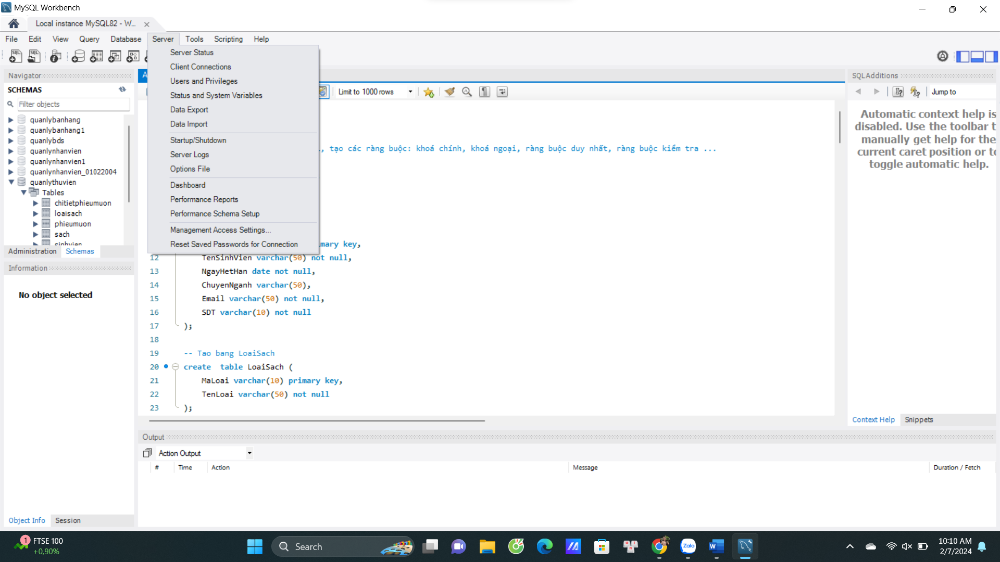 MySQL Workbench
Local instance MySQL82 - W...
File Edit View Query Database Server Tools Scripting Help
Server Status
Client Connections
Users and Privileges
Status and System Variables
Data Export
Data Import
Startup/Shutdown
Server Logs
Options File
Dashboard
Performance Reports
Performance Schema Setup
Management Access Settings...
Reset Saved Passwords for Connection
Navigator
SCHEMAS
Filter objects
quanlybanhang
quanlybanhang1
quanlybds
quanlynhanvien
quanlynhanvien1
quanlynhanvien_01022004
quanlythuvien
Tables
chitietphieumuon
loaisach
phieumuon
sach
sinhvien
Administration Schemas
Information
No object selected
Object Info Session
Limit to 1000 rows
, tạo các ràng buộc: khoá chính, khoá ngoại, ràng buộc duy nhất, ràng buộc kiểm tra ...
mary key,
12 TenSinhVien varchar(50) not null,
13 NgayHetHan date not null,
14 ChuyenNganh varchar(50),
15 Email varchar(50) not null,
16 SDT varchar(10) not null
17 );
18
19 -- Tao bang LoaiSach
20 create table LoaiSach (
21 MaLoai varchar(10) primary key,
22 TenLoai varchar(50) not null
23 );
SQLAdditions
Jump to
Automatic context help is
disabled. Use the toolbar t
manually get help for the
current caret position or to
toggle automatic help.
Context Help Snippets
Output
Action Output
# Time Action Message Duration / Fetch
1
FTSE 100
+0,90%
Search
Zalo
10:10 AM
2/7/2024